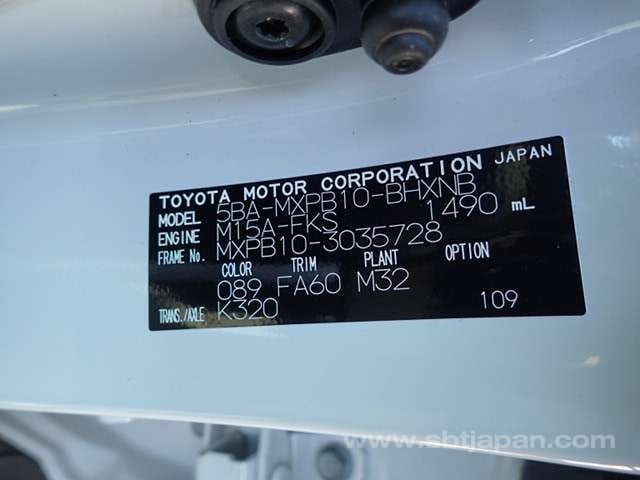 TOYOTA MOTOR CORPORATION JAPAN
MODEL 5BA-MXPB10-BHXNB
ENGINE M15A-FKS 1490 mL
FRAME No. MXPB10-3035728
COLOR TRIM PLANT OPTION
089 FA60 M32
TRANS./AXLE K320 109
www.sbtjapan.com